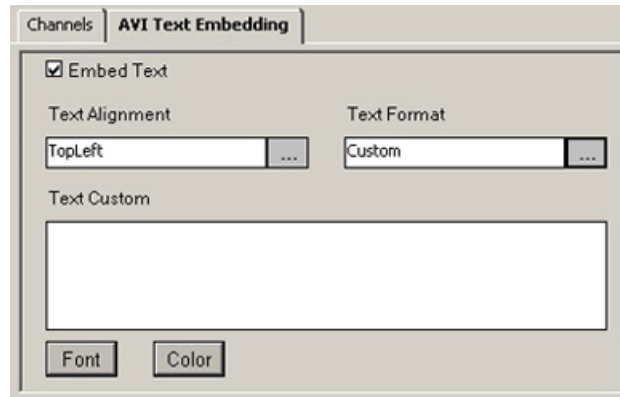 Channels AVI Text Embedding
Embed Text
Text Alignment Text Format
TopLeft ... Custom ...
Text Custom
Font Color